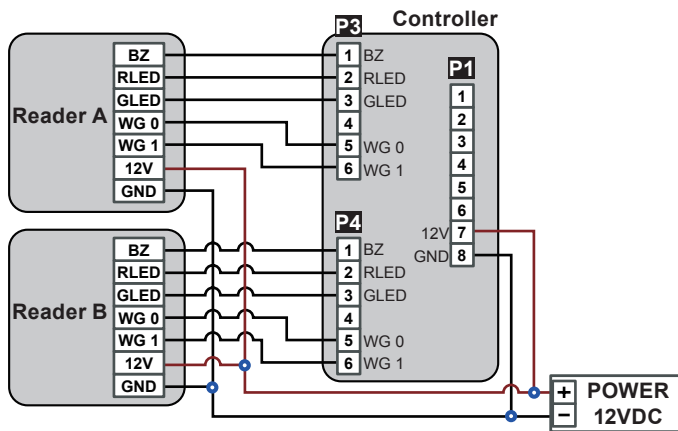 Controller
P3
Reader A
BZ
RLED
GLED
WG 0
WG 1
12V
GND
1 BZ
2 RLED
3 GLED
4
5 WG 0
6 WG 1
P1
1
2
3
4
5
6
12V 7
GND 8
Reader B
BZ
RLED
GLED
WG 0
WG 1
12V
GND
P4
1 BZ
2 RLED
3 GLED
4
5 WG 0
6 WG 1
+ POWER
− 12VDC